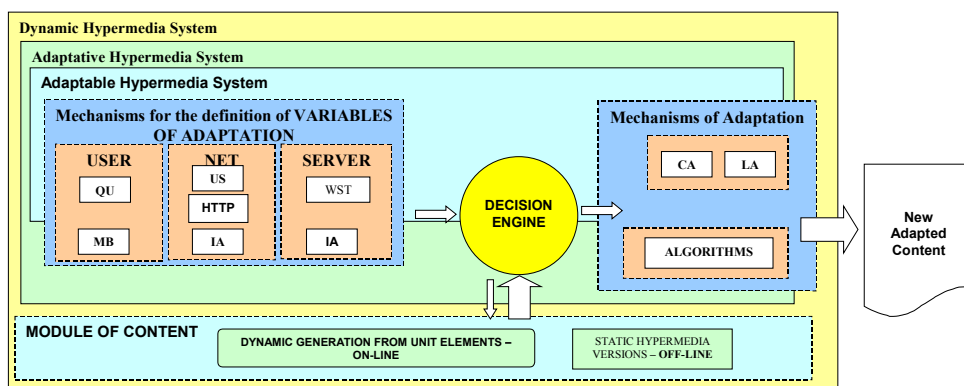 Dynamic Hypermedia System
Adaptative Hypermedia System
Adaptable Hypermedia System
Mechanisms for the definition of VARIABLES
OF ADAPTATION
USER
QU
MB
NET
US
HTTP
IA
SERVER
WST
IA
DECISION
ENGINE
Mechanisms of Adaptation
CA
LA
ALGORITHMS
New
Adapted
Content
MODULE OF CONTENT
DYNAMIC GENERATION FROM UNIT ELEMENTS –
ON-LINE
STATIC HYPERMEDIA
VERSIONS – OFF-LINE